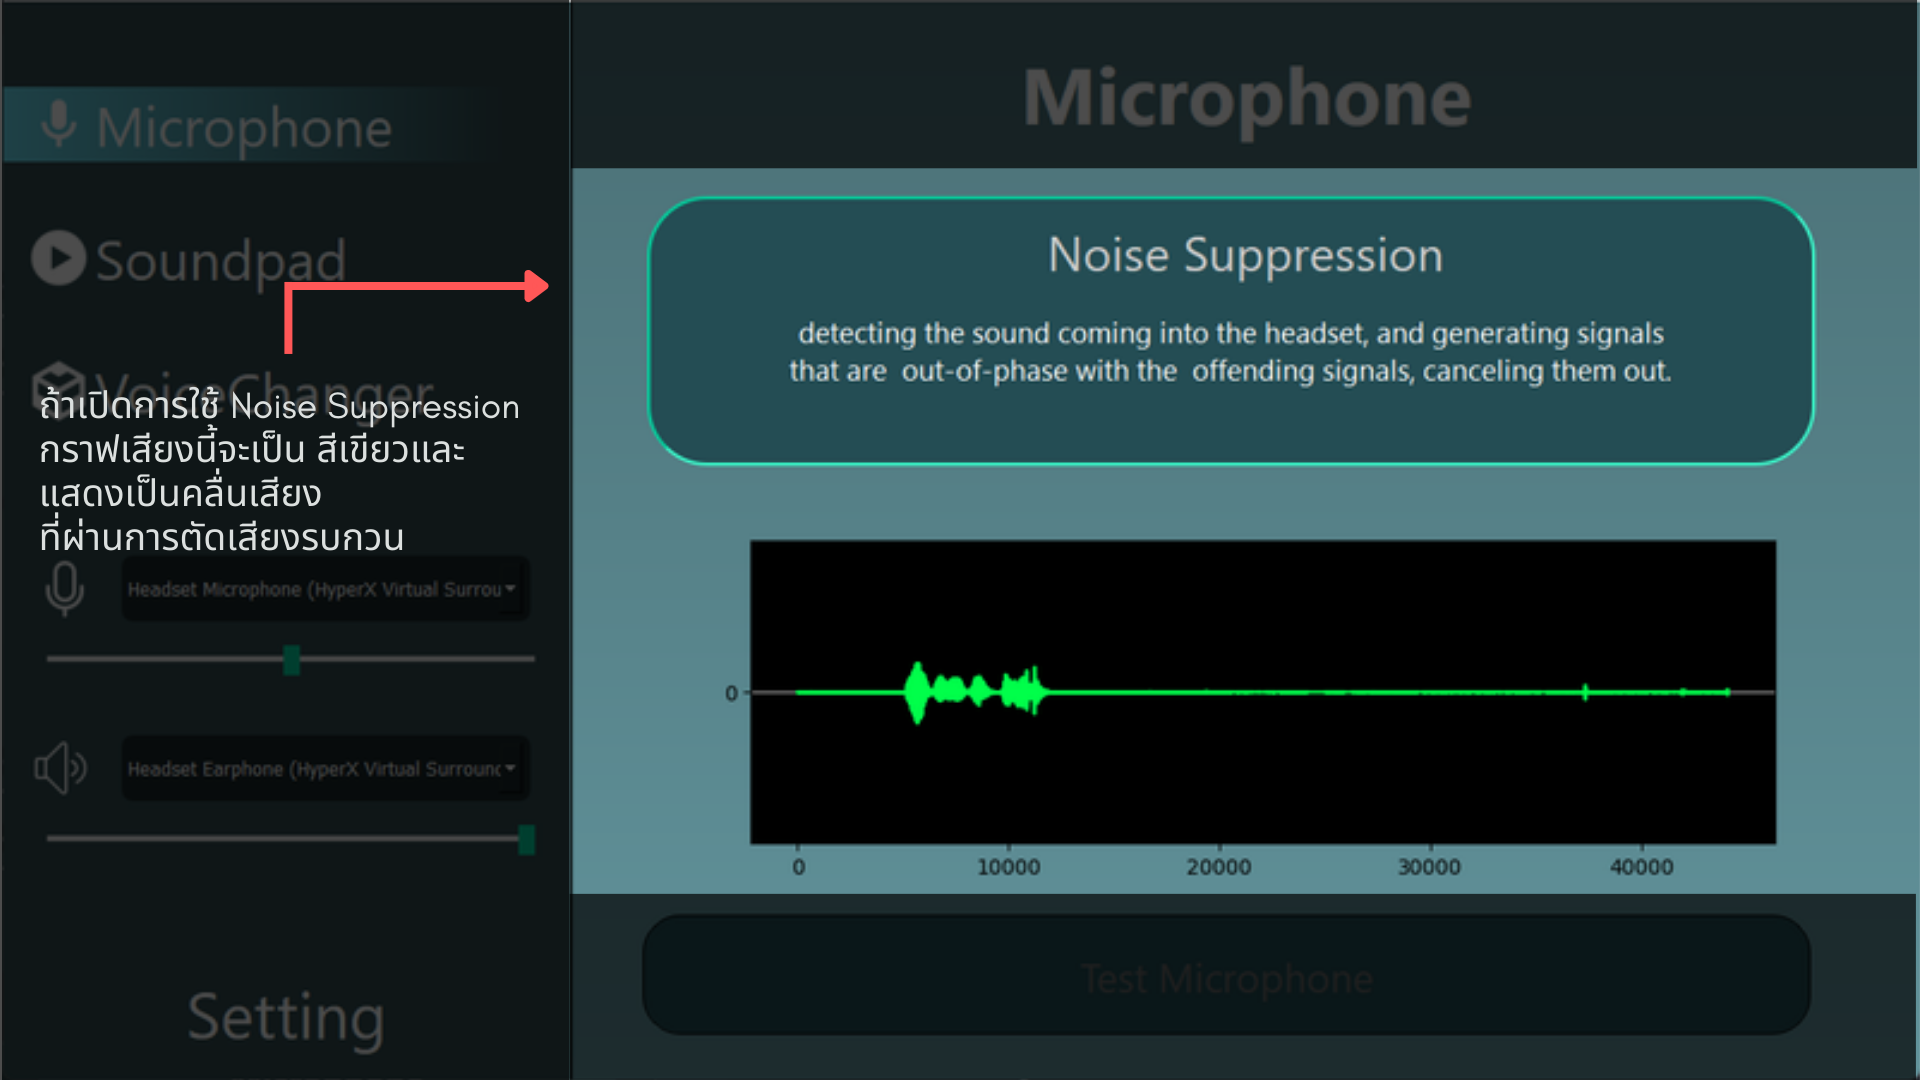 Microphone
Soundpad
VoiceChanger
ถ้าเปิดการใช้ Noise Suppression
กราฟเสียงนี้จะเป็น สีเขียวและ
แสดงเป็นคลื่นเสียง
ที่ผ่านการตัดเสียงรบกวน
Headset Microphone (HyperX Virtual Surrou
Headset Earphone (HyperX Virtual Surround
Setting
Microphone
Noise Suppression
detecting the sound coming into the headset, and generating signals
that are out-of-phase with the offending signals, canceling them out.
0
0 10000 20000 30000 40000
Test Microphone